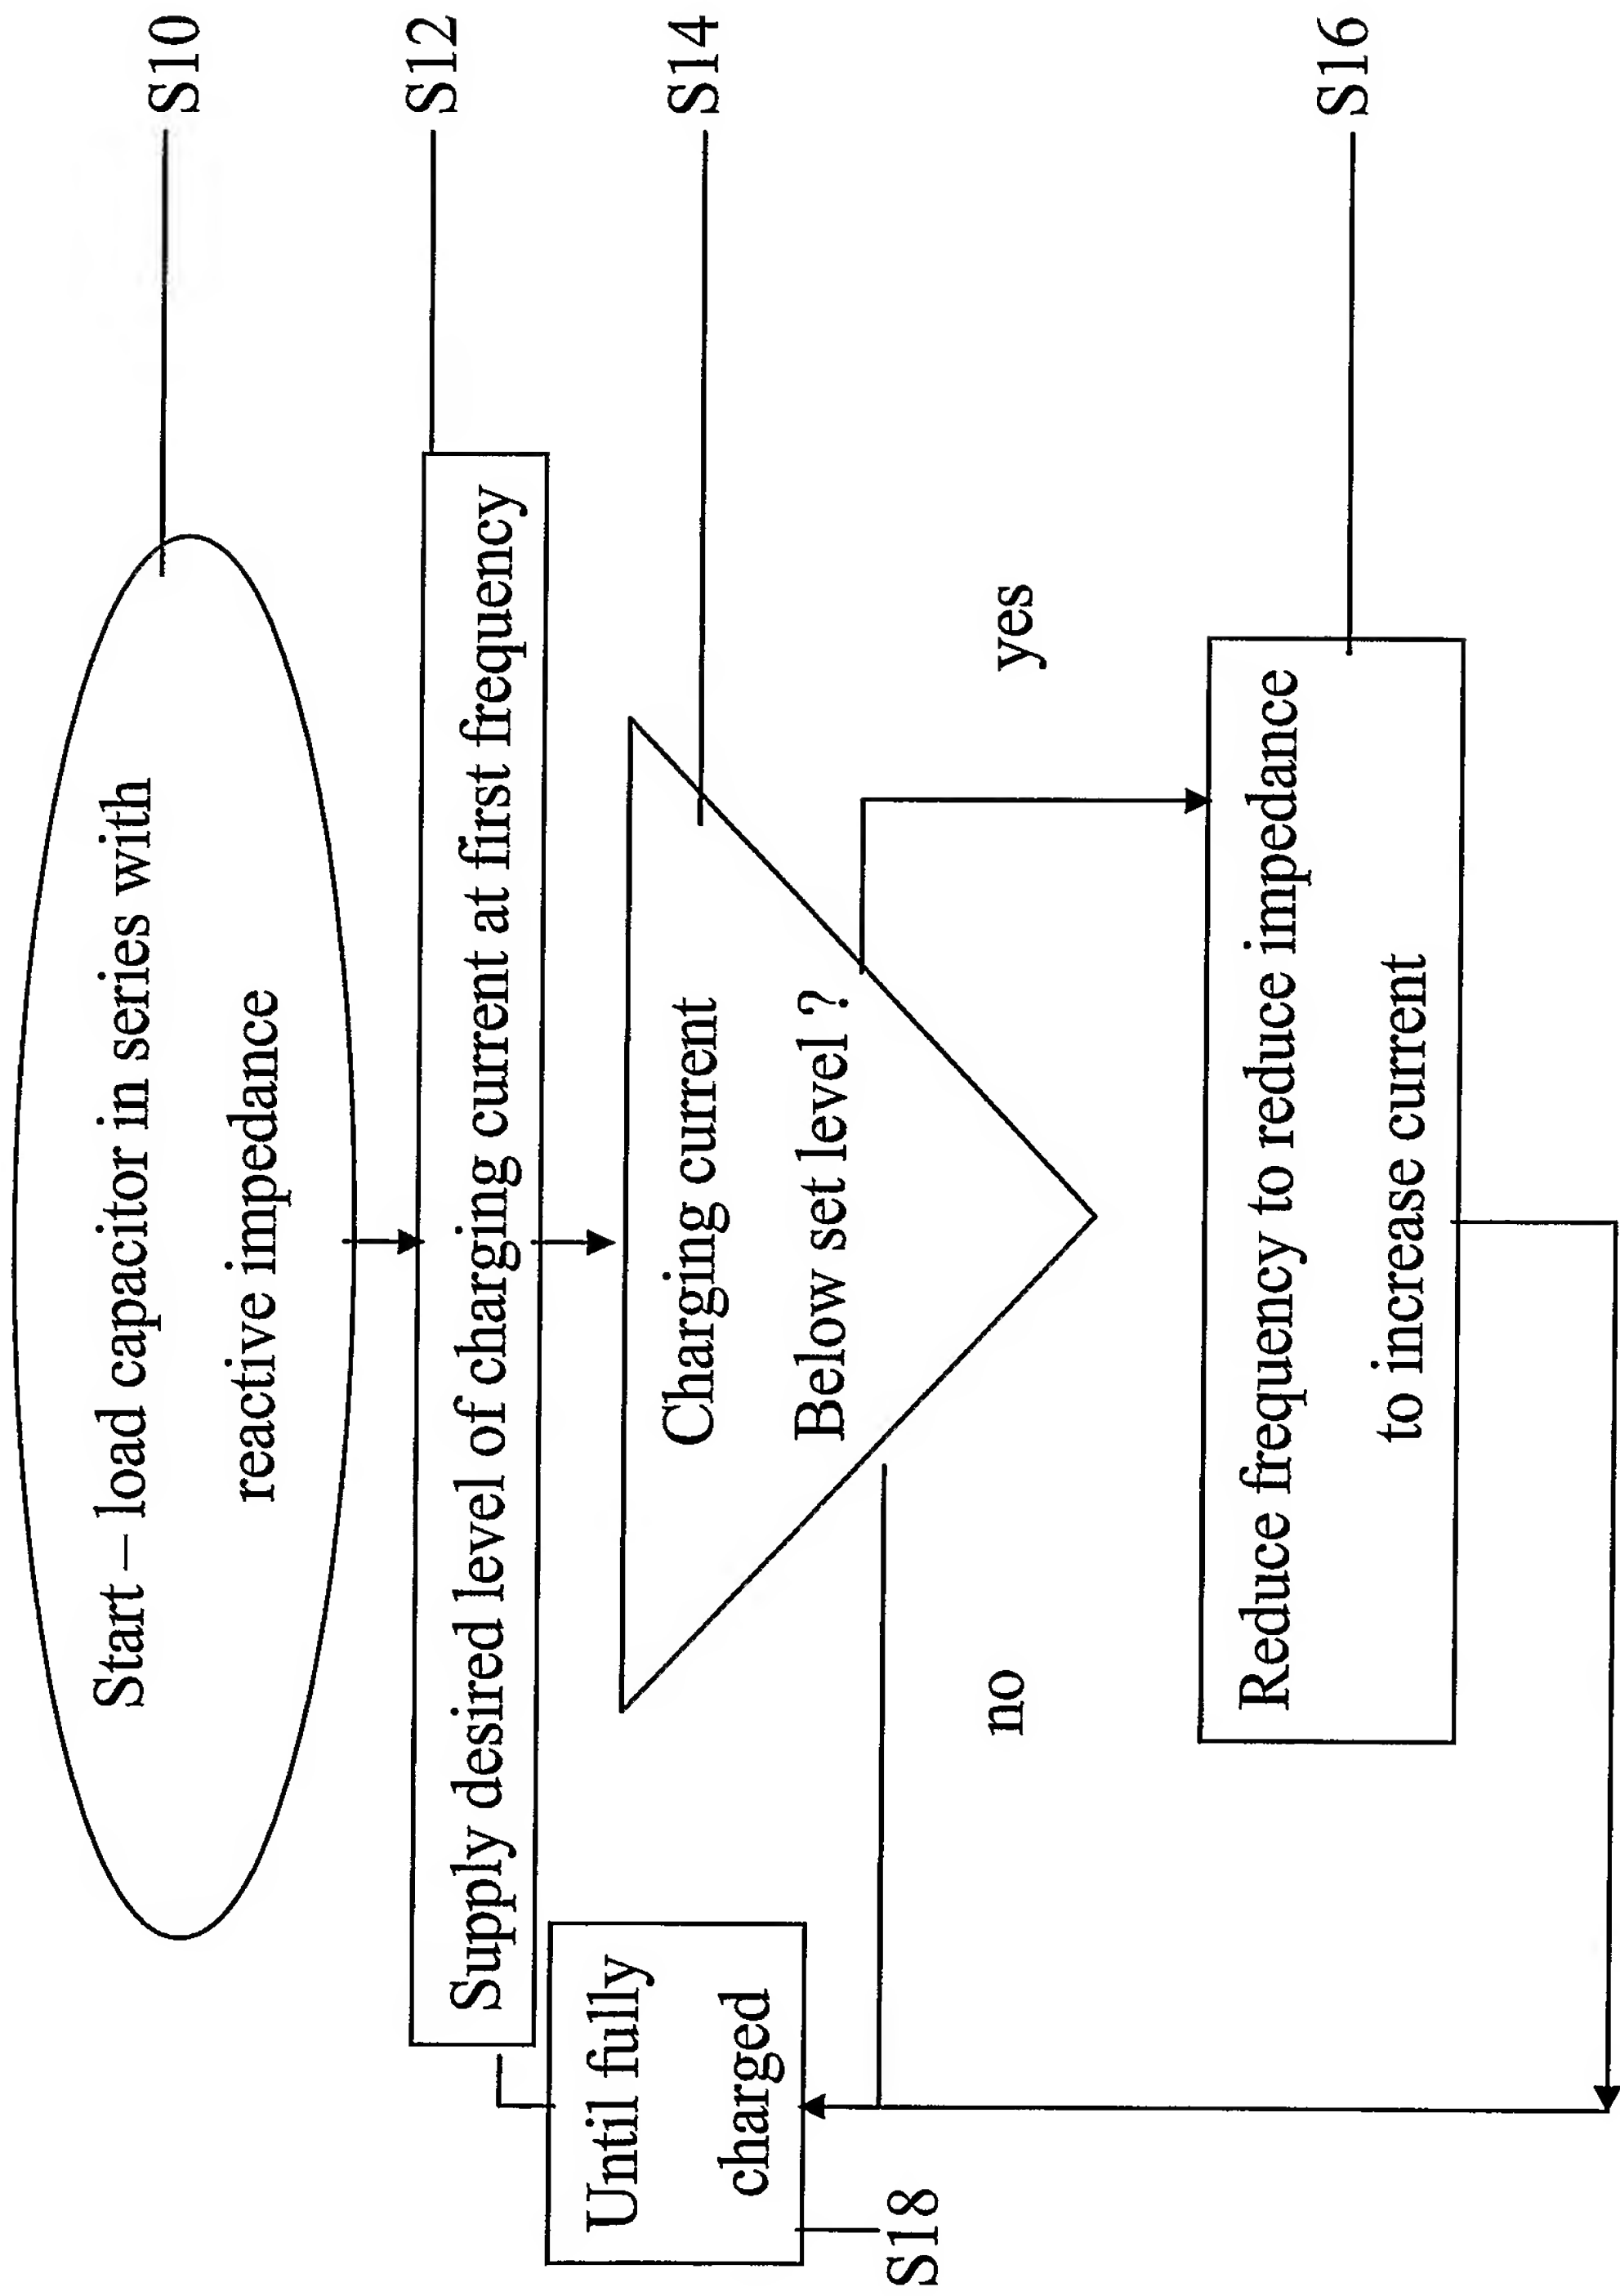 Start – load capacitor in series with
reactive impedance
S10
Supply desired level of charging current at first frequency
S12
Charging current
Below set level ?
S14
yes
no
Reduce frequency to reduce impedance
to increase current
S16
Until fully
charged
S18